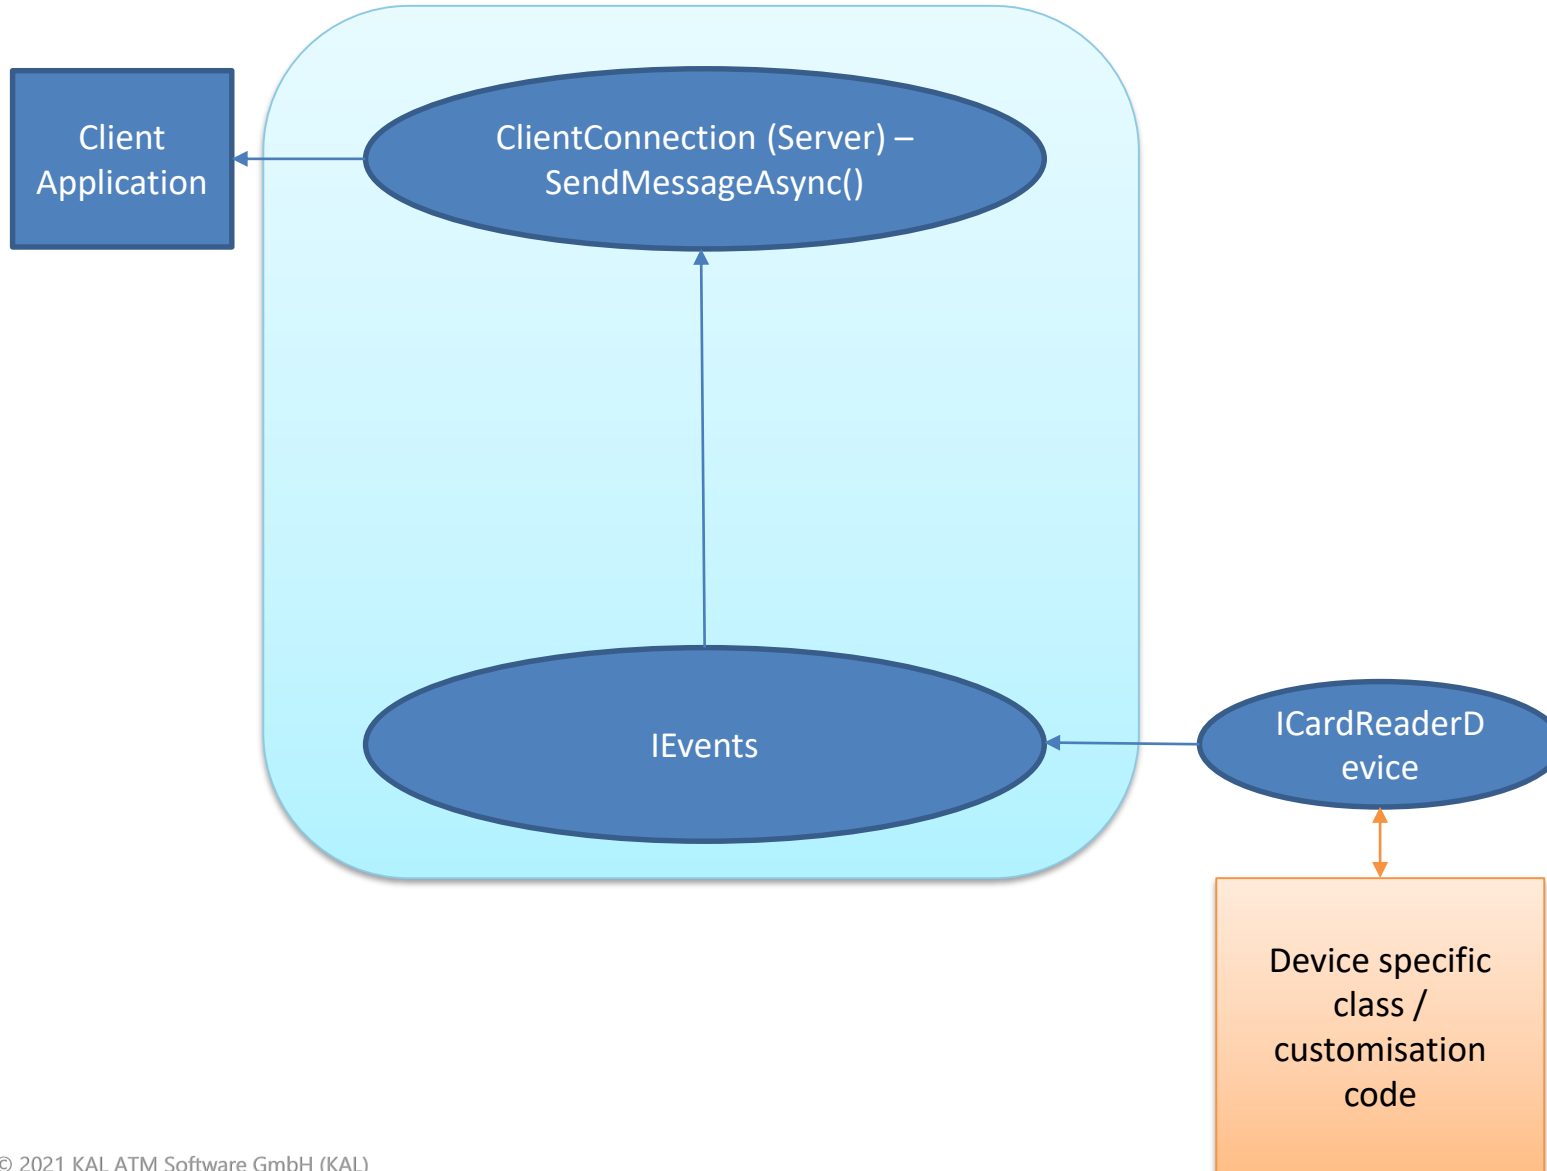 Client
Application
ClientConnection (Server) –
SendMessageAsync()
IEvents
ICardReaderD
evice
Device specific
class /
customisation
code
© 2021 KAL ATM Software GmbH (KAL)